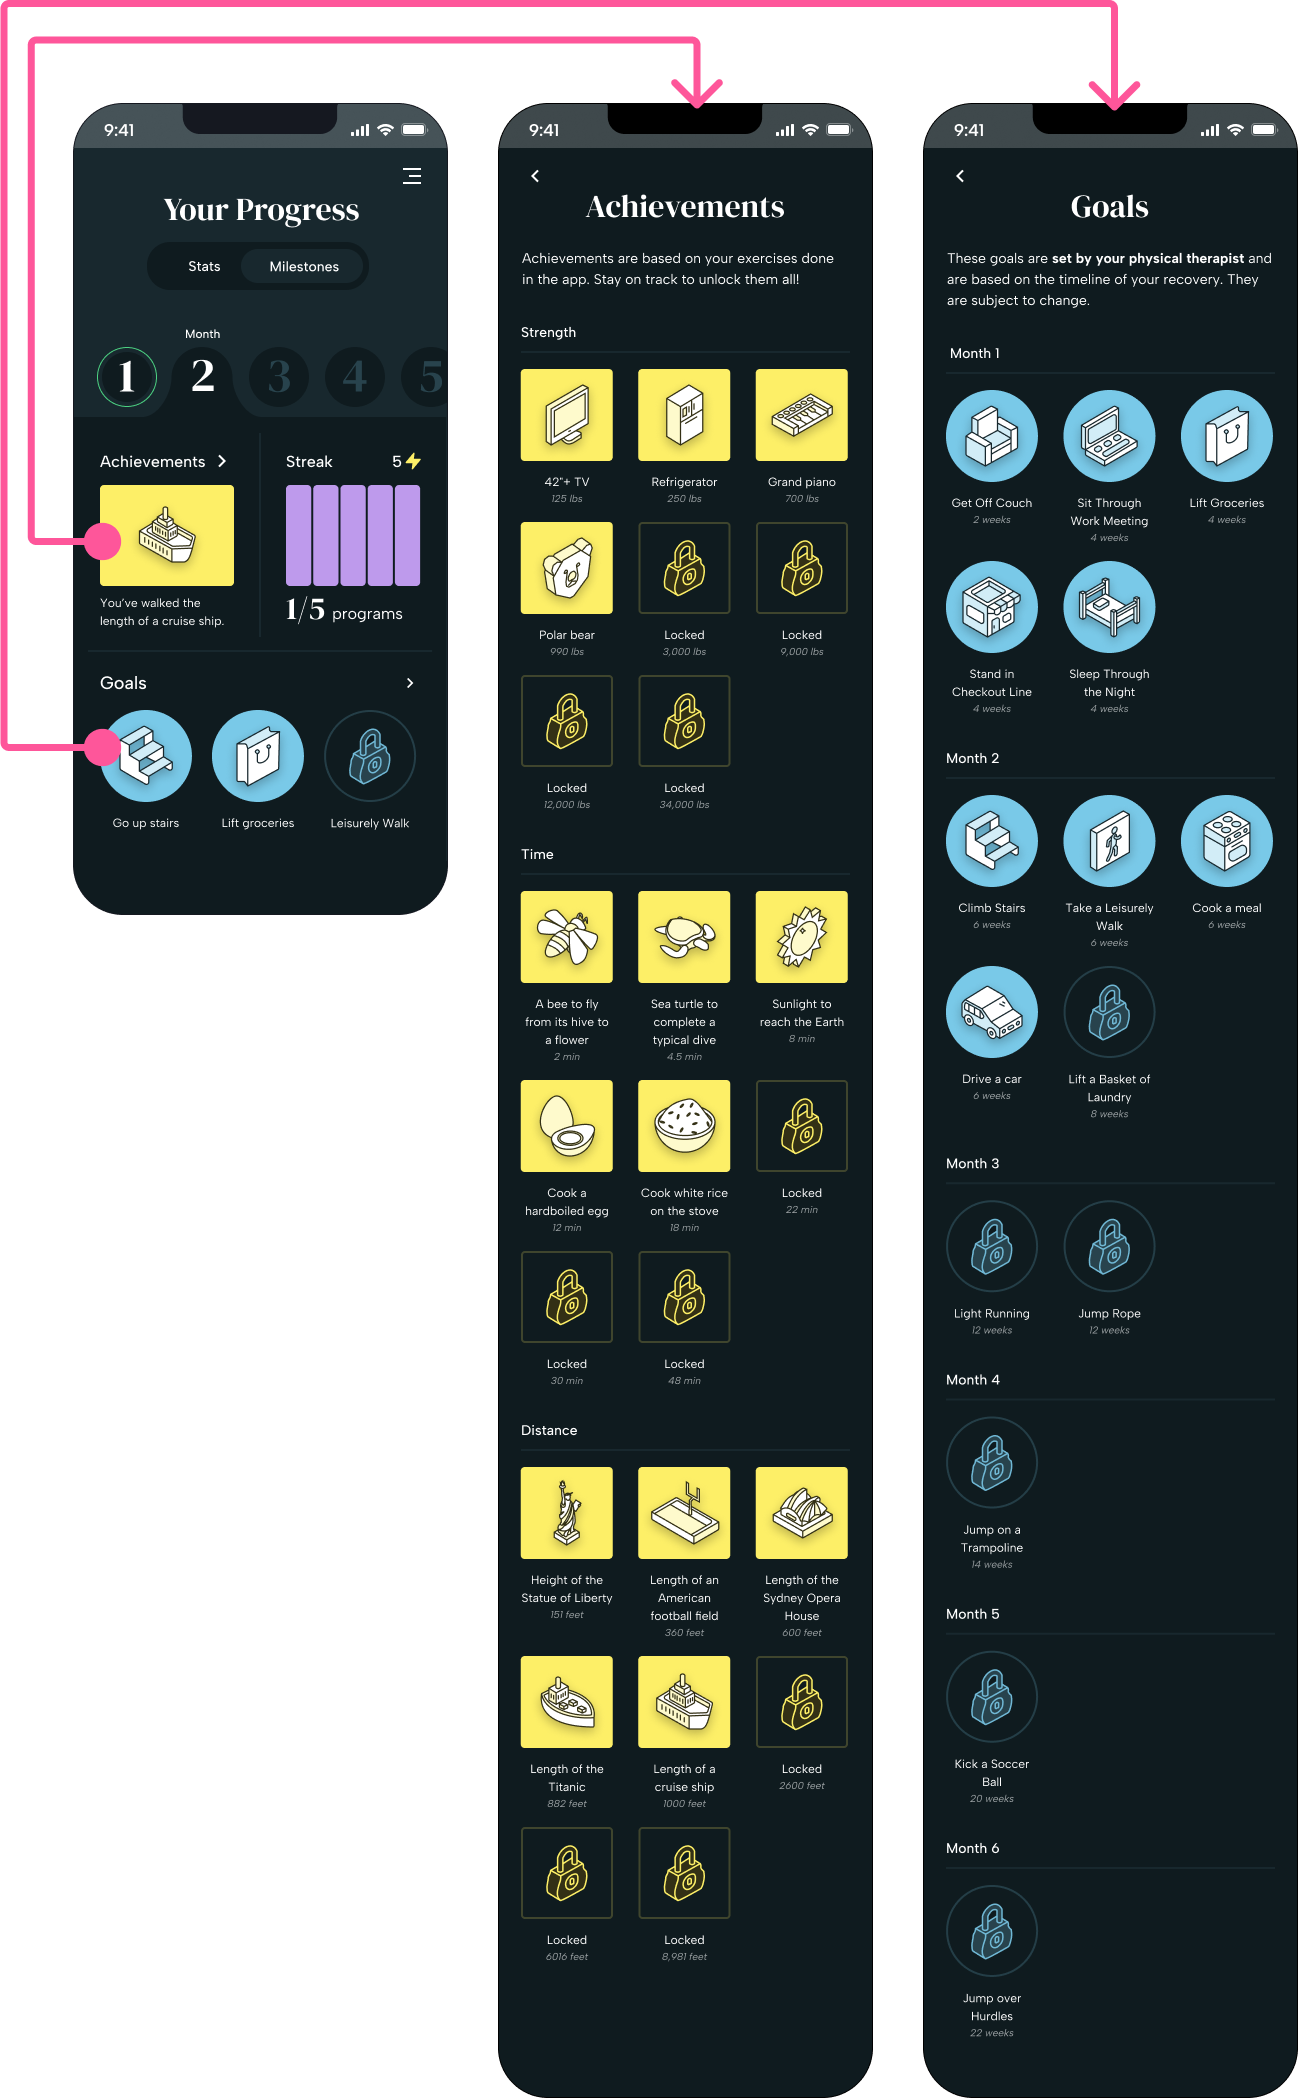 9:41
Your Progress
Stats
Milestones
Month
1
2
3
4
5
Achievements
Streak
5
You've walked the
length of a cruise ship.
1/5 programs
Goals
Go up stairs
Lift groceries
Leisurely Walk
9:41
Achievements
Achievements are based on your exercises done
in the app. Stay on track to unlock them all!
Strength
42"+ TV
125 lbs
Refrigerator
250 lbs
Grand piano
700 lbs
Polar bear
990 lbs
Locked
3,000 lbs
Locked
9,000 lbs
Locked
12,000 lbs
Locked
34,000 lbs
Time
A bee to fly
from its hive to
a flower
2 min
Sea turtle to
complete a
typical dive
4.5 min
Sunlight to
reach the Earth
8 min
Cook a
hardboiled egg
12 min
Cook white rice
on the stove
18 min
Locked
22 min
Locked
30 min
Locked
48 min
Distance
Height of the
Statue of Liberty
151 feet
Length of an
American
football field
360 feet
Length of the
Sydney Opera
House
600 feet
Length of the
Titanic
882 feet
Length of a
cruise ship
1000 feet
Locked
2600 feet
Locked
6016 feet
Locked
8,981 feet
9:41
Goals
These goals are set by your physical therapist and
are based on the timeline of your recovery. They
are subject to change.
Month 1
Get Off Couch
2 weeks
Sit Through
Work Meeting
4 weeks
Lift Groceries
4 weeks
Stand in
Checkout Line
4 weeks
Sleep Through
the Night
4 weeks
Month 2
Climb Stairs
6 weeks
Take a Leisurely
Walk
6 weeks
Cook a meal
6 weeks
Drive a car
6 weeks
Lift a Basket of
Laundry
8 weeks
Month 3
Light Running
12 weeks
Jump Rope
12 weeks
Month 4
Jump on a
Trampoline
14 weeks
Month 5
Kick a Soccer
Ball
20 weeks
Month 6
Jump over
Hurdles
22 weeks